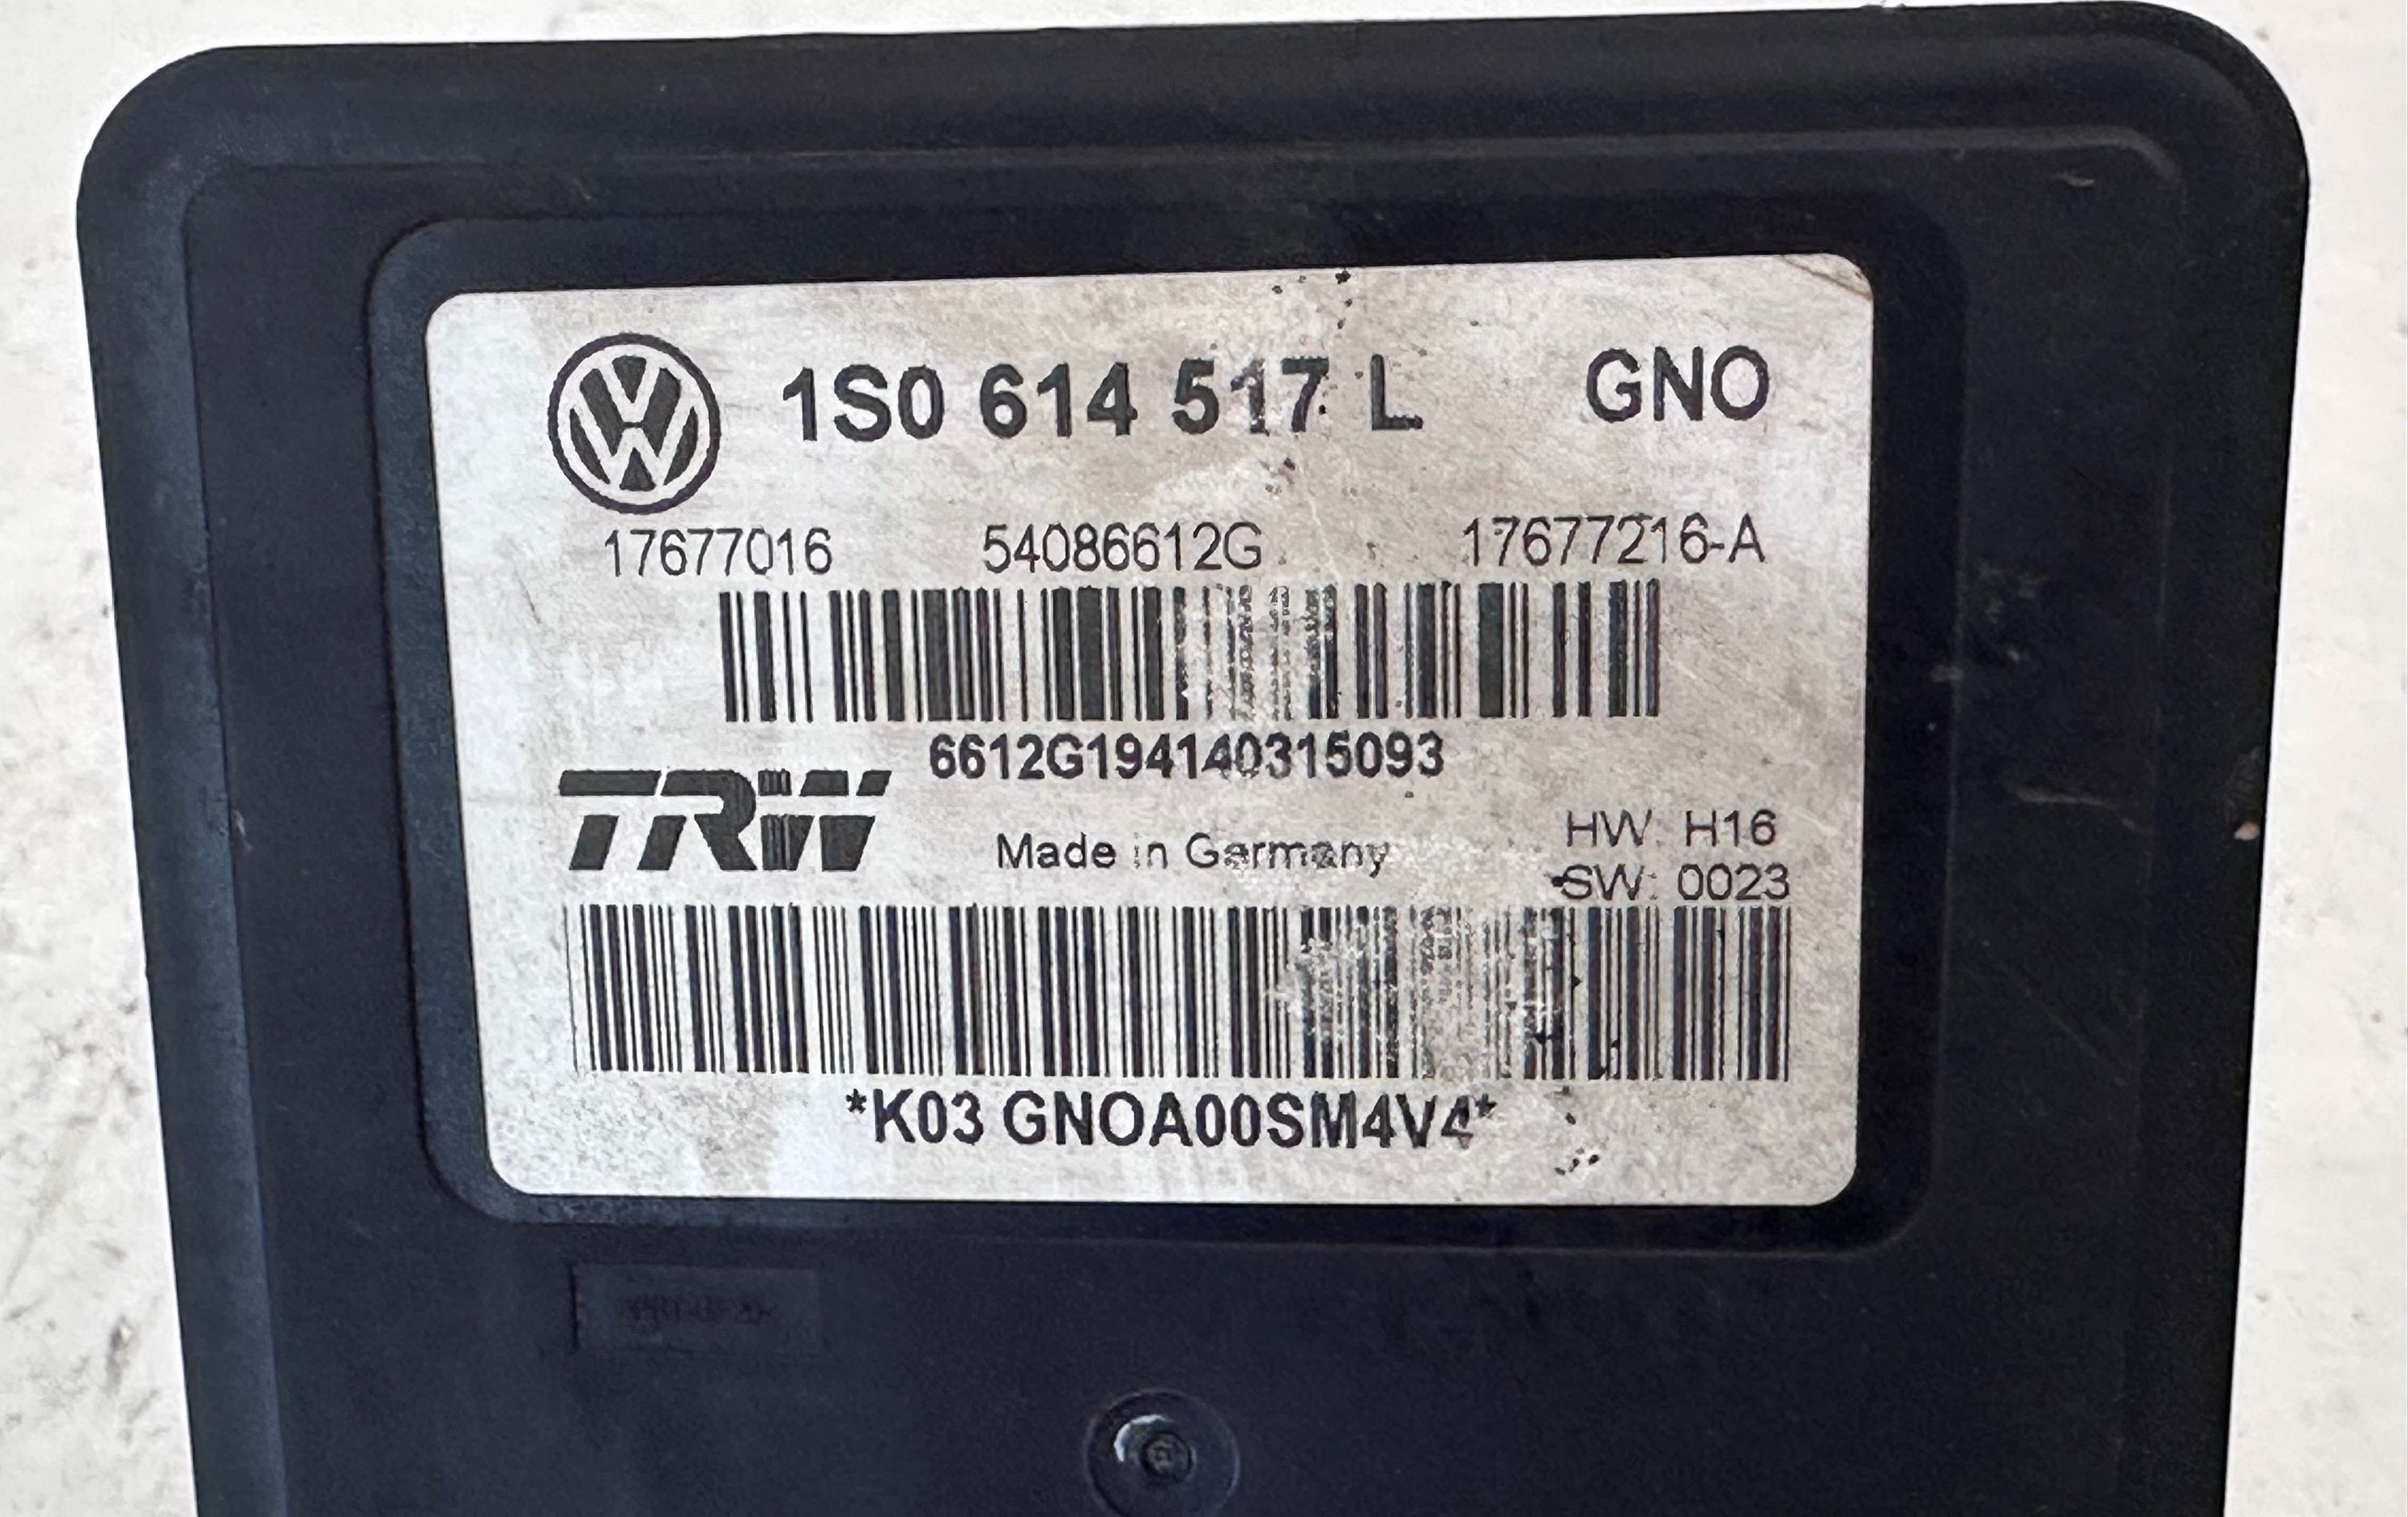 1S0 614 517 L GNO
17677016 54086612G 17677216-A
6612G194140315093
TRW
Made in Germany
HW: H16
SW: 0023
*K03 GNOA00SM4V4*